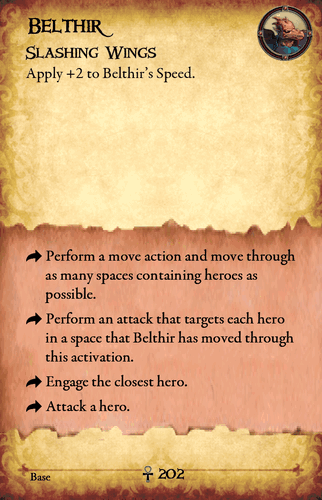 Belthir
Slashing Wings
Apply +2 to Belthir's Speed.
Perform a move action and move through
as many spaces containing heroes as
possible.
Perform an attack that targets each hero
in a space that Belthir has moved through
this activation.
Engage the closest hero.
Attack a hero.
Base
202